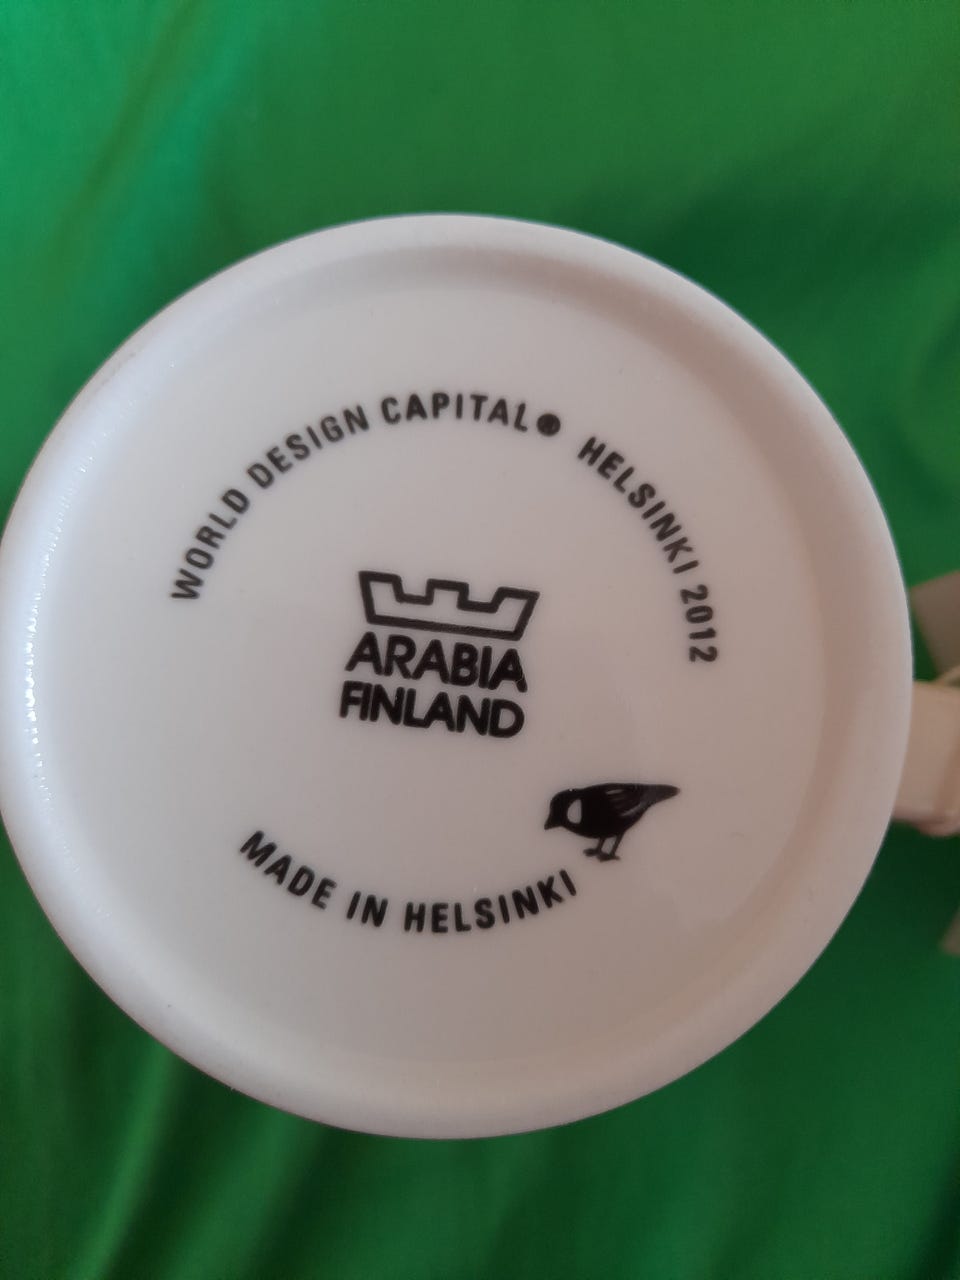 WORLD DESIGN CAPITAL® HELSINKI 2012
ARABIA
FINLAND
MADE IN HELSINKI